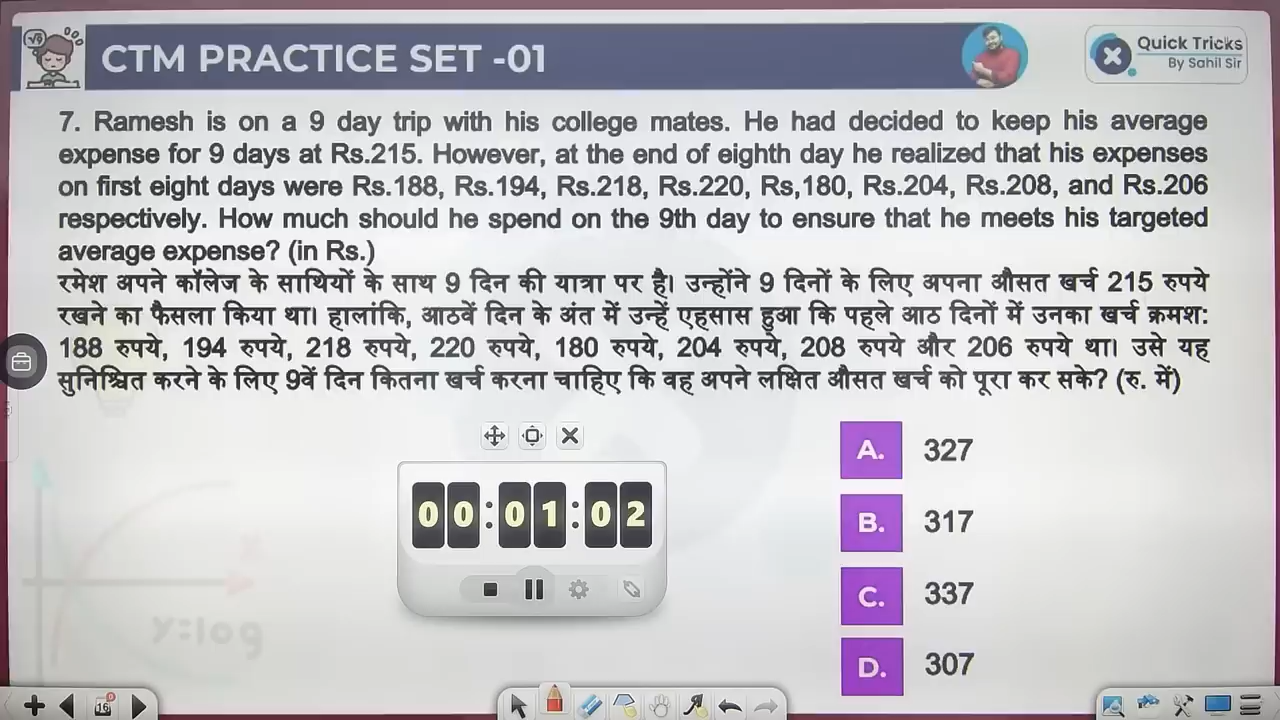 CTM PRACTICE SET -01
Quick Tricks
By Sahil Sir
7. Ramesh is on a 9 day trip with his college mates. He had decided to keep his average
expense for 9 days at Rs.215. However, at the end of eighth day he realized that his expenses
on first eight days were Rs.188, Rs.194, Rs.218, Rs.220, Rs,180, Rs.204, Rs.208, and Rs.206
respectively. How much should he spend on the 9th day to ensure that he meets his targeted
average expense? (in Rs.)
रमेश अपने कॉलेज के साथियों के साथ 9 दिन की यात्रा पर है। उन्होंने 9 दिनों के लिए अपना औसत खर्च 215 रुपये
रखने का फैसला किया था। हालांकि, आठवें दिन के अंत में उन्हें एहसास हुआ कि पहले आठ दिनों में उनका खर्च क्रमश:
188 रुपये, 194 रुपये, 218 रुपये, 220 रुपये, 180 रुपये, 204 रुपये, 208 रुपये और 206 रुपये था। उसे यह
सुनिश्चित करने के लिए 9वें दिन कितना खर्च करना चाहिए कि वह अपने लक्षित औसत खर्च को पूरा कर सके? (रु. में)
00:01:02
A. 327
B. 317
C. 337
D. 307
y=log
16